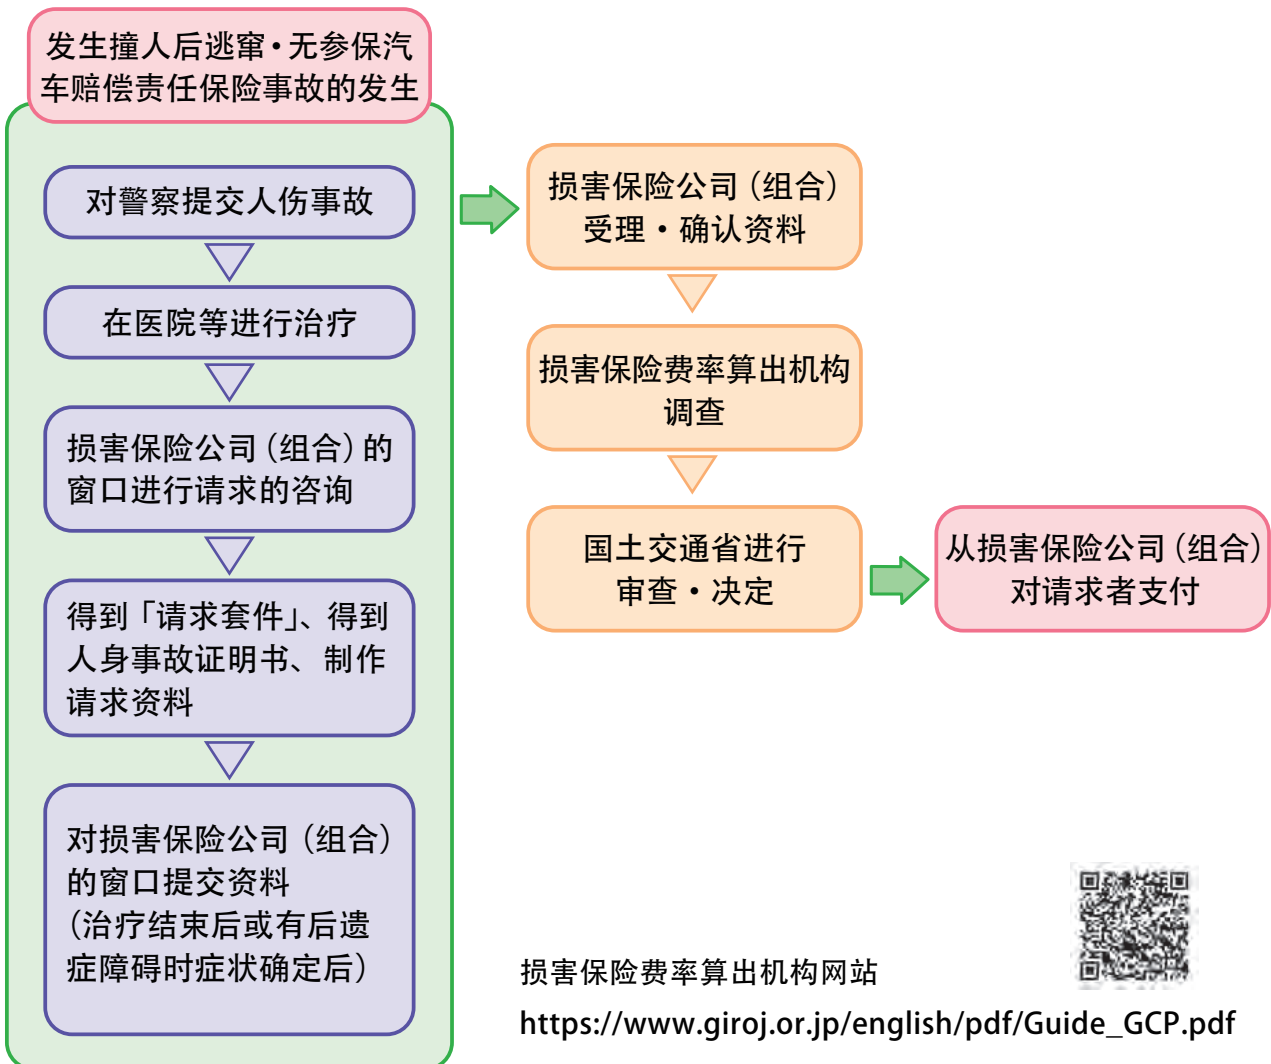 发生撞人后逃窜・无参保汽
车赔偿责任保险事故的发生
对警察提交人伤事故
在医院等进行治疗
损害保险公司（组合）的
窗口进行请求的咨询
得到「请求套件」、得到
人身事故证明书、制作
请求资料
对损害保险公司（组合）
的窗口提交资料
（治疗结束后或有后遗
症障碍时症状确定后）
损害保险公司（组合）
受理・确认资料
损害保险费率算出机构
调查
国土交通省进行
审查・决定
从损害保险公司（组合）
对请求者支付
损害保险费率算出机构网站
https://www.giroj.or.jp/english/pdf/Guide_GCP.pdf